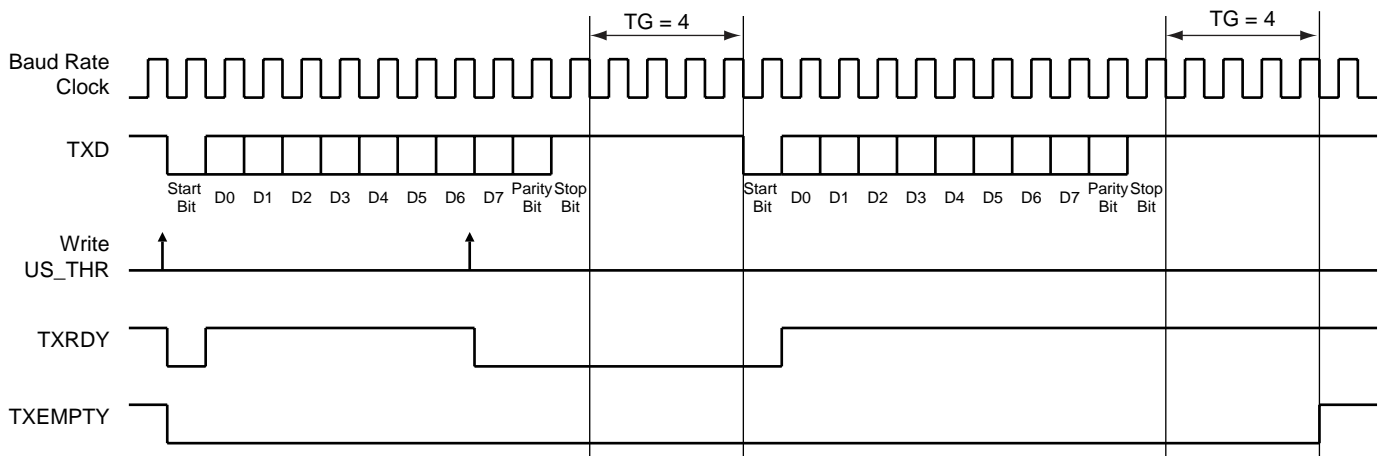 TG = 4
TG = 4
Baud Rate
Clock
TXD
Start
Bit
D0
D1
D2
D3
D4
D5
D6
D7
Parity
Bit
Stop
Bit
Start
Bit
D0
D1
D2
D3
D4
D5
D6
D7
Parity
Bit
Stop
Bit
Write
US_THR
TXRDY
TXEMPTY